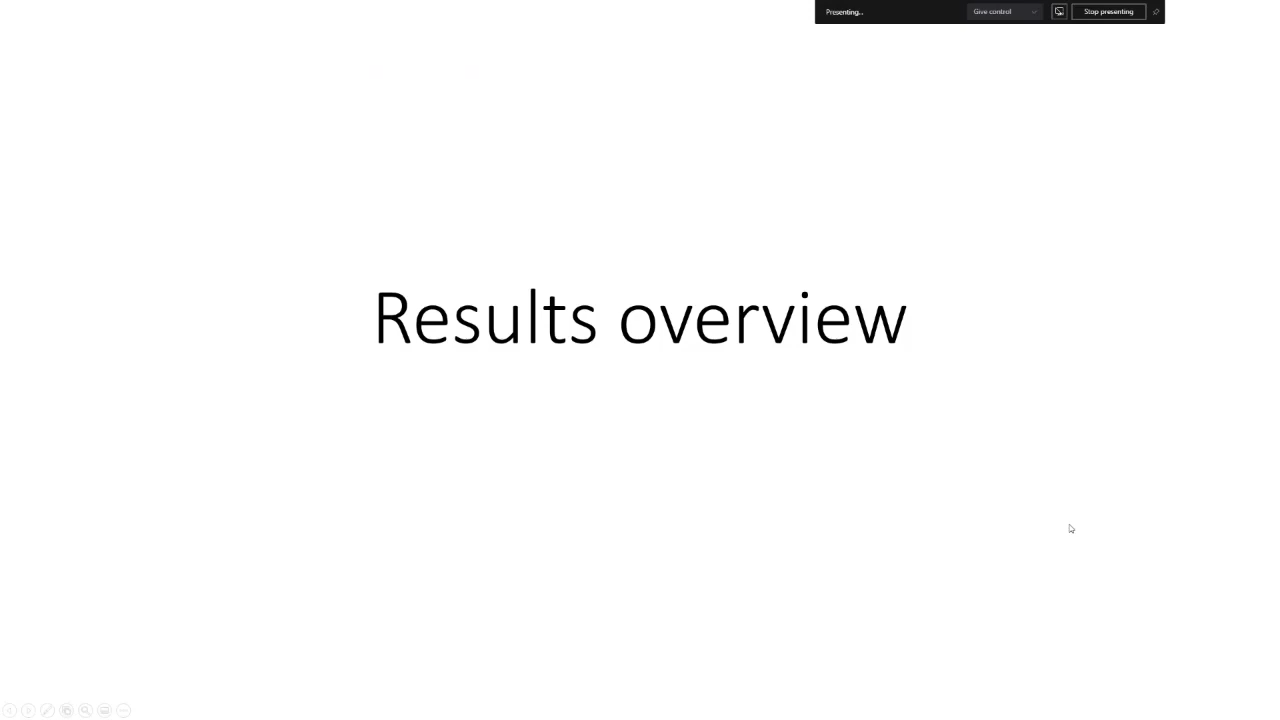 Presenting...
Give control
Stop presenting
Results overview